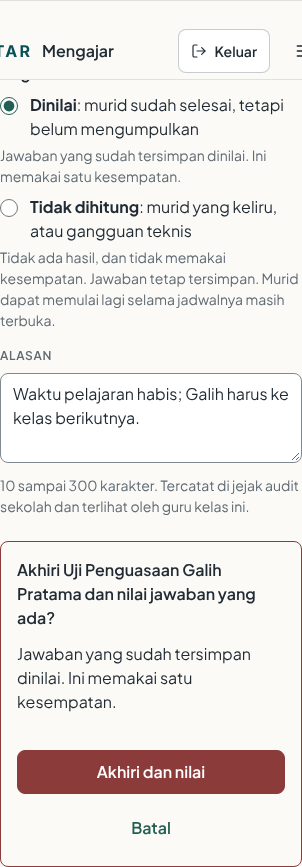 TAR Mengajar
Keluar
Dinilai: murid sudah selesai, tetapi
belum mengumpulkan
Jawaban yang sudah tersimpan dinilai. Ini
memakai satu kesempatan.
Tidak dihitung: murid yang keliru,
atau gangguan teknis
Tidak ada hasil, dan tidak memakai
kesempatan. Jawaban tetap tersimpan. Murid
dapat memulai lagi selama jadwalnya masih
terbuka.
ALASAN
Waktu pelajaran habis; Galih harus ke
kelas berikutnya.
10 sampai 300 karakter. Tercatat di jejak audit
sekolah dan terlihat oleh guru kelas ini.
Akhiri Uji Penguasaan Galih
Pratama dan nilai jawaban yang
ada?
Jawaban yang sudah tersimpan
dinilai. Ini memakai satu
kesempatan.
Akhiri dan nilai
Batal